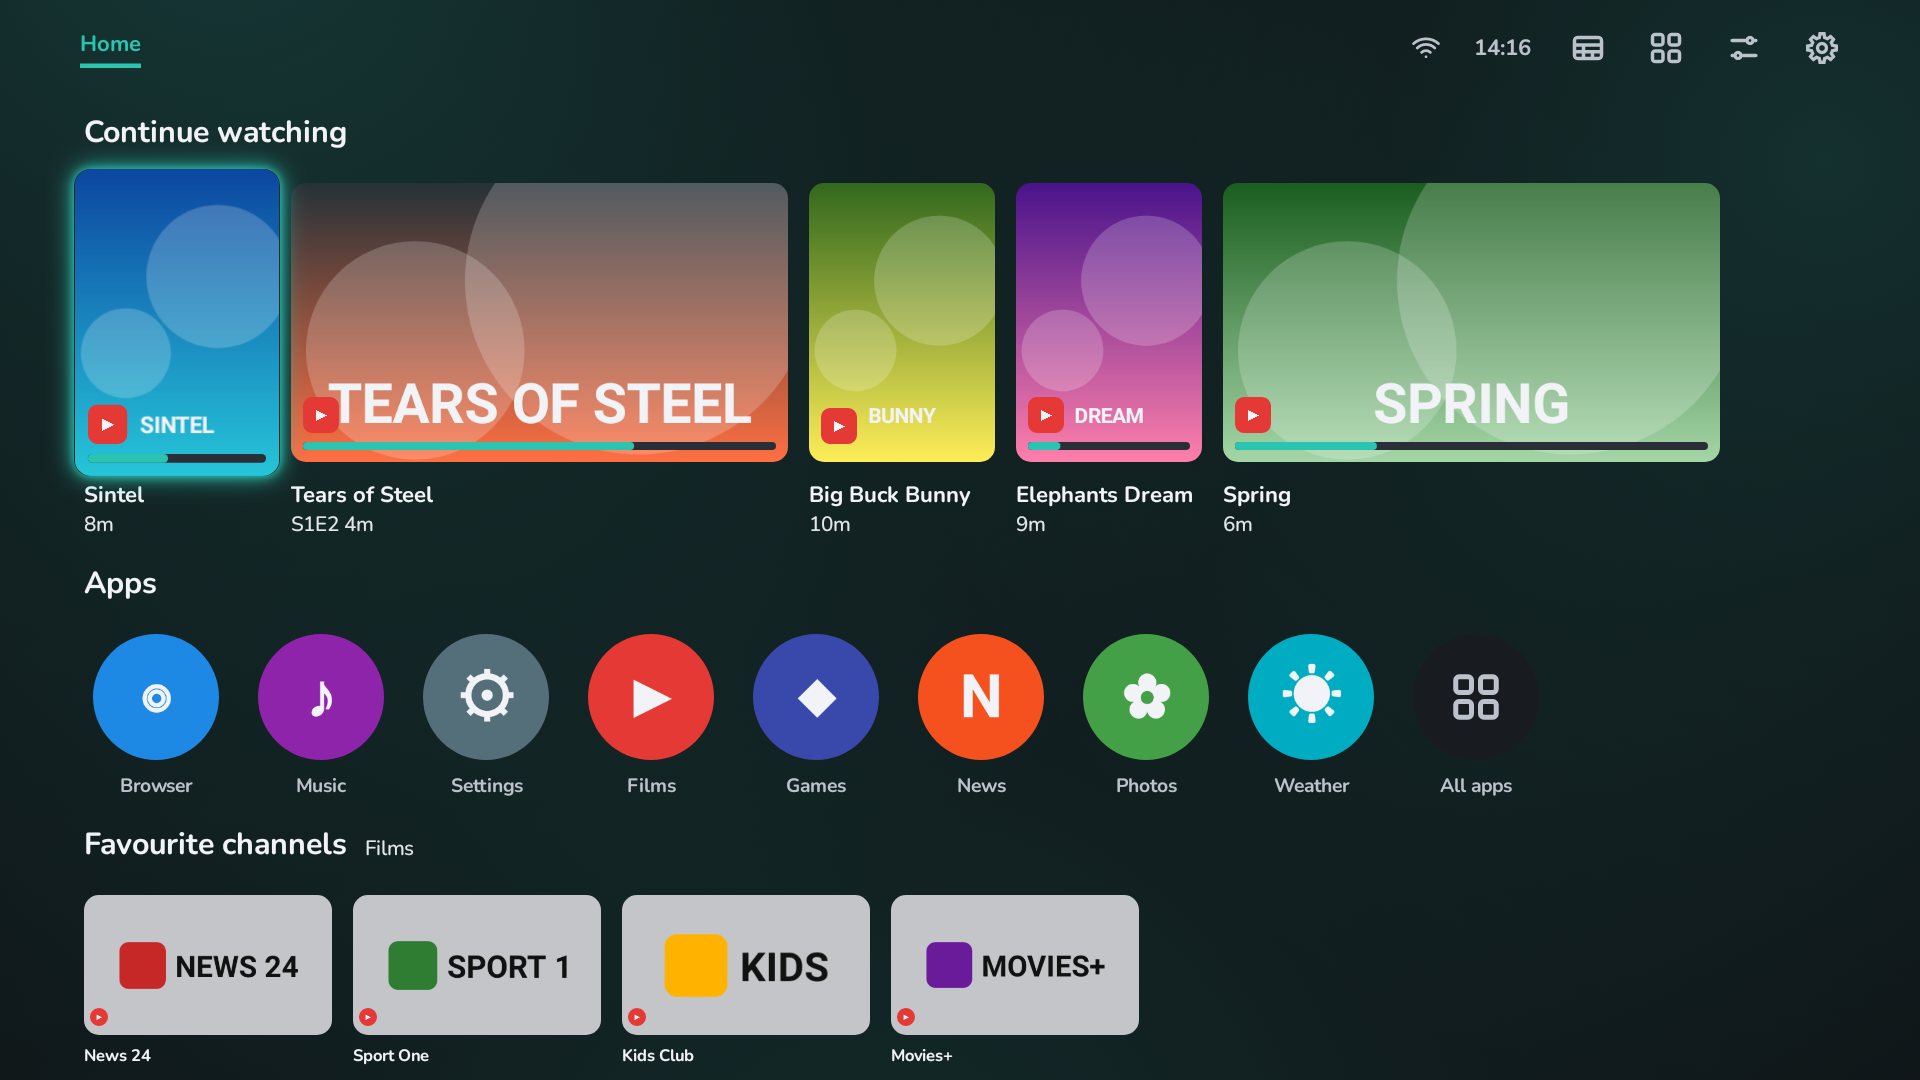 Home
14:16
Continue watching
SINTEL
TEARS OF STEEL
BUNNY
DREAM
SPRING
Sintel
Tears of Steel
Big Buck Bunny
Elephants Dream
Spring
8m
S1E2 4m
10m
9m
6m
Apps
N
Browser
Music
Settings
Films
Games
News
Photos
Weather
All apps
Favourite channels Films
NEWS 24
SPORT 1
KIDS
MOVIES+
News 24
Sport One
Kids Club
Movies+